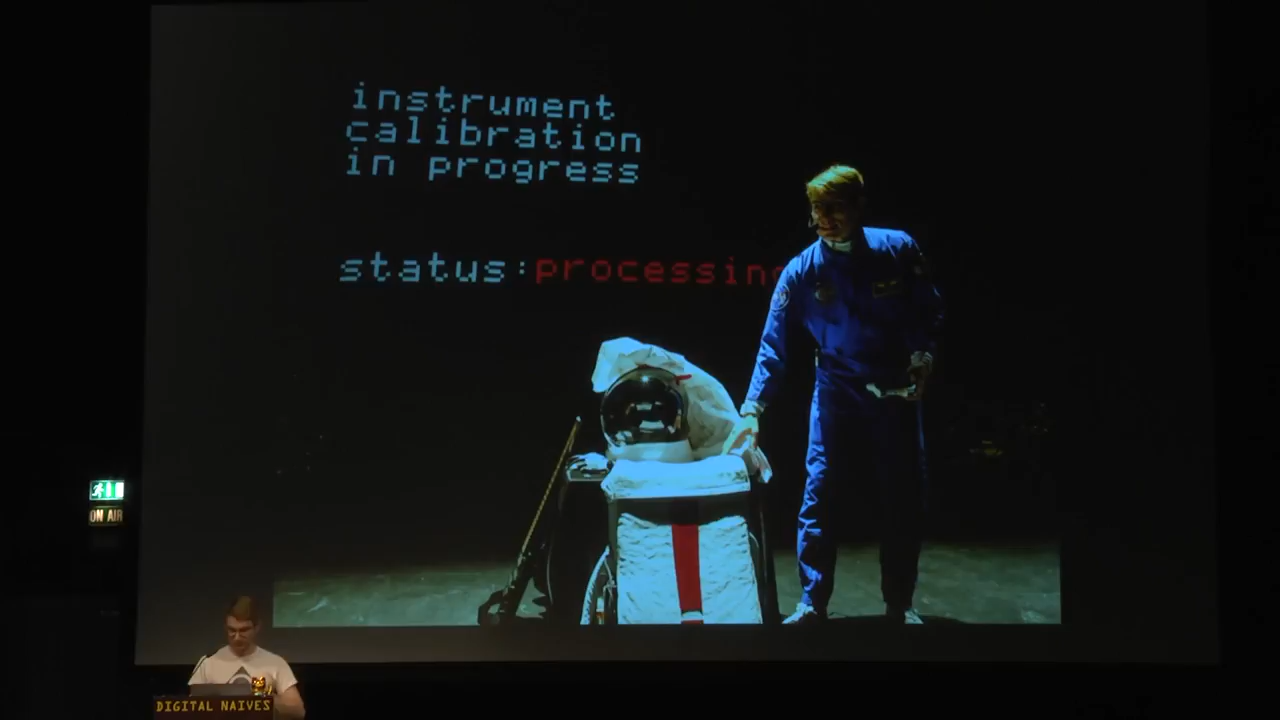 instrument
calibration
in progress
status:processing
ON AIR
DIGITAL NAIVES